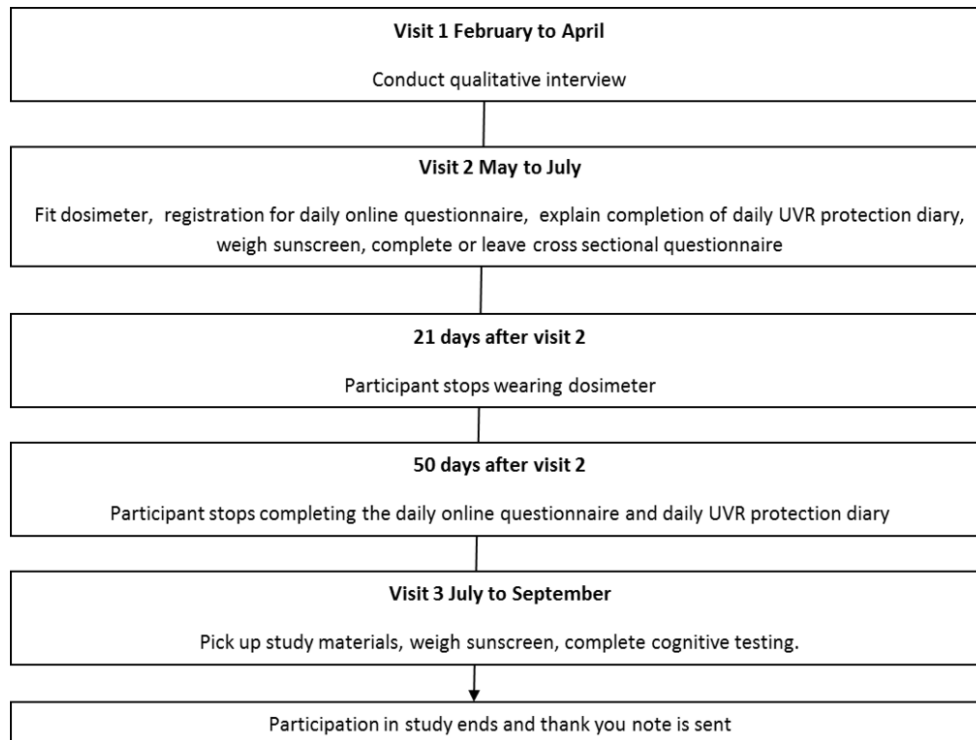 Visit 1 February to April
Conduct qualitative interview
Visit 2 May to July
Fit dosimeter, registration for daily online questionnaire, explain completion of daily UVR protection diary,
weigh sunscreen, complete or leave cross sectional questionnaire
21 days after visit 2
Participant stops wearing dosimeter
50 days after visit 2
Participant stops completing the daily online questionnaire and daily UVR protection diary
Visit 3 July to September
Pick up study materials, weigh sunscreen, complete cognitive testing.
Participation in study ends and thank you note is sent